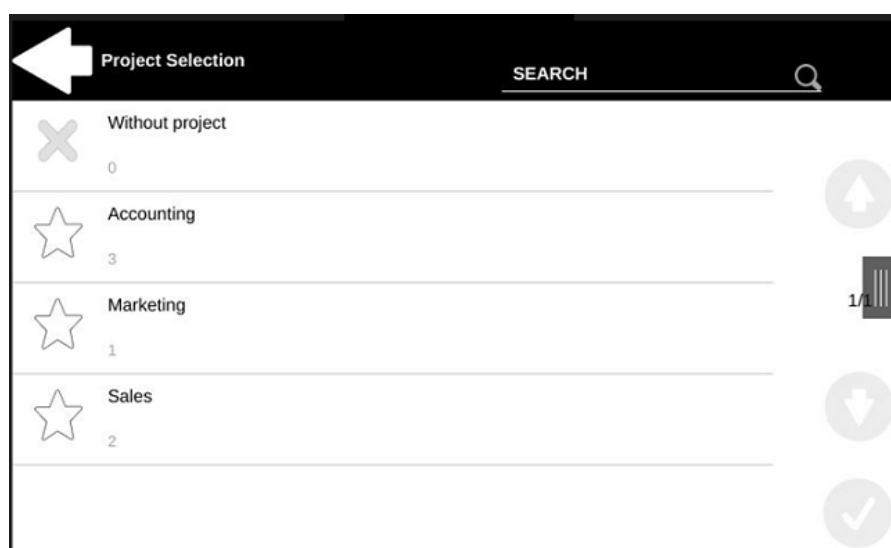 Project Selection
SEARCH
Without project
0
Accounting
3
1/1
Marketing
1
Sales
2